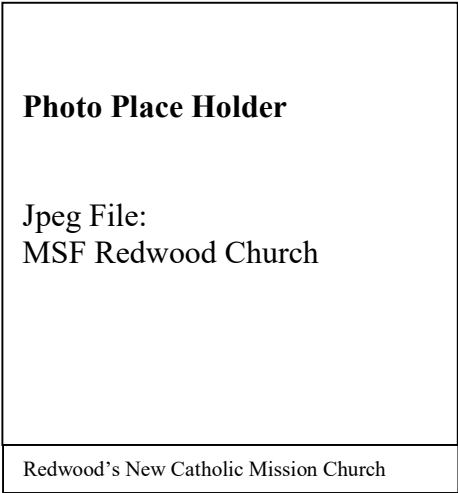 Photo Place Holder
Jpeg File:
MSF Redwood Church
Redwood’s New Catholic Mission Church